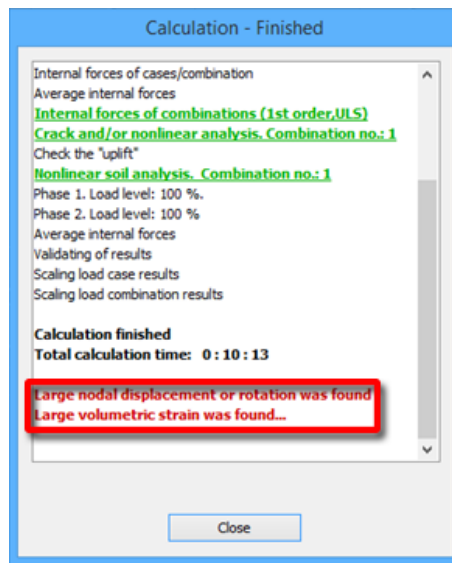 Calculation - Finished
Internal forces of cases/combination
Average internal forces
Internal forces of combinations (1st order,ULS)
Crack and/or nonlinear analysis. Combination no.: 1
Check the "uplift"
Nonlinear soil analysis.  Combination no.: 1
Phase 1. Load level: 100 %.
Phase 2. Load level: 100 %
Average internal forces
Validating of results
Scaling load case results
Scaling load combination results
Calculation finished
Total calculation time:  0 : 10 : 13
Large nodal displacement or rotation was found
Large volumetric strain was found...
Close